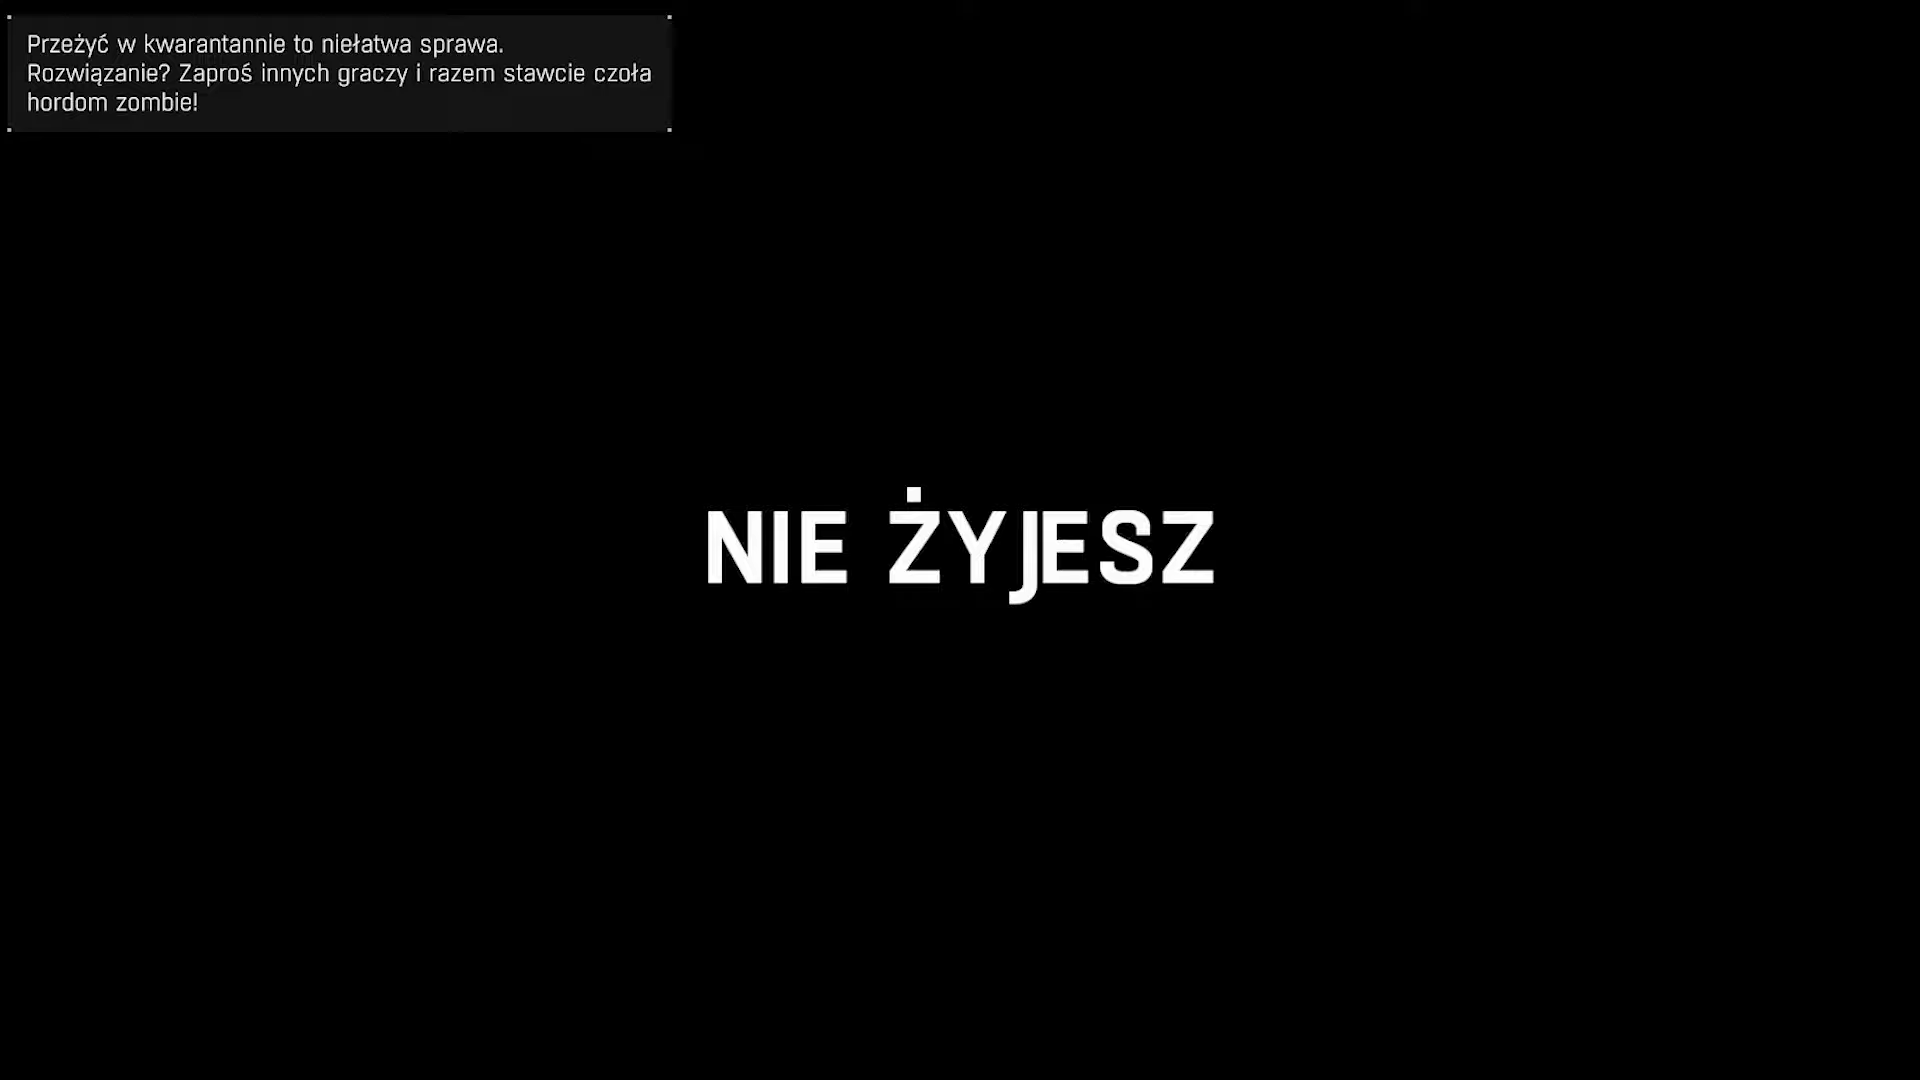 Przeżyć w kwarantannie to niełatwa sprawa.
Rozwiązanie? Zaproś innych graczy i razem stawcie czoła
hordom zombie!
NIE ŻYJESZ